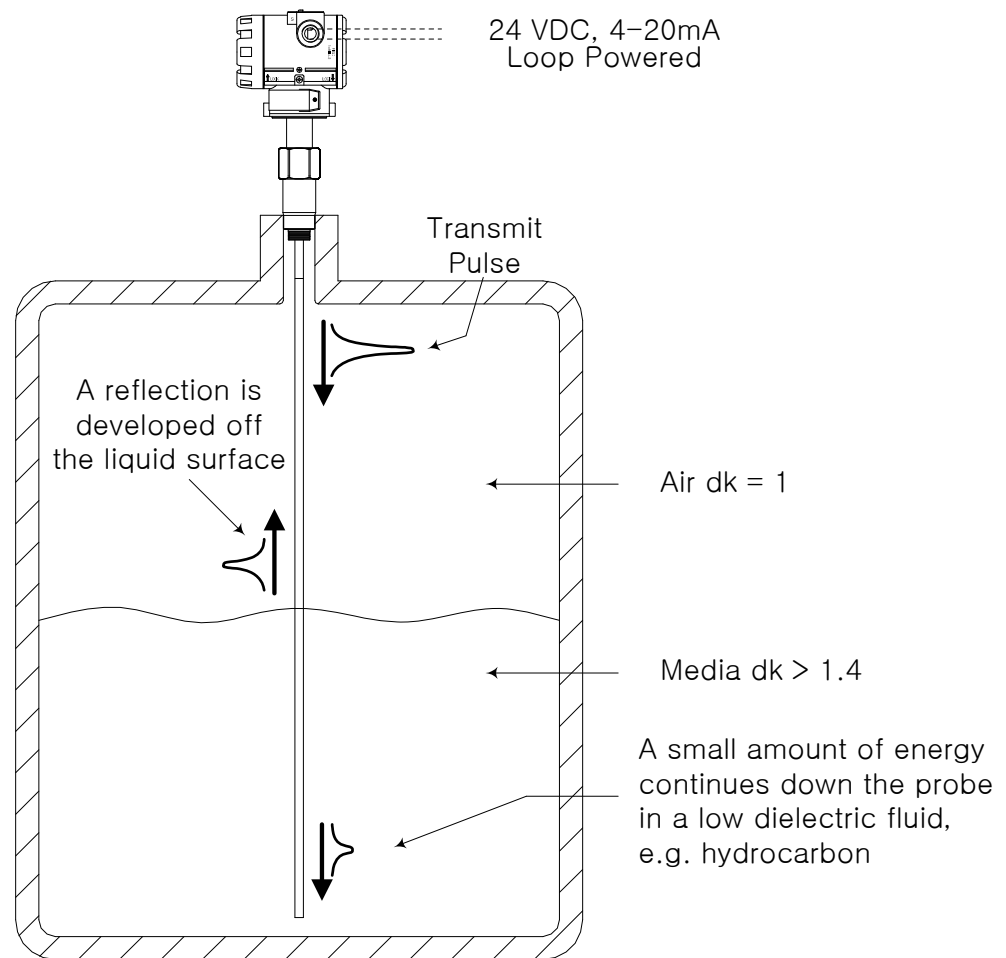 24 VDC, 4-20mA
Loop Powered
Transmit
Pulse
A reflection is
developed off
the liquid surface
Air dk = 1
Media dk > 1.4
A small amount of energy
continues down the probe
in a low dielectric fluid,
e.g. hydrocarbon